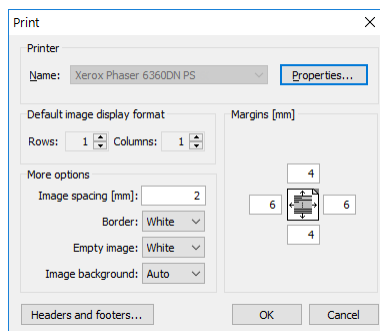 Print
Printer
Name: Xerox Phaser 6360DN PS Properties...
Default image display format
Rows: 1 Columns: 1
Margins [mm]
4
6 6
4
More options
Image spacing [mm]: 2
Border: White
Empty image: White
Image background: Auto
Headers and footers... OK Cancel